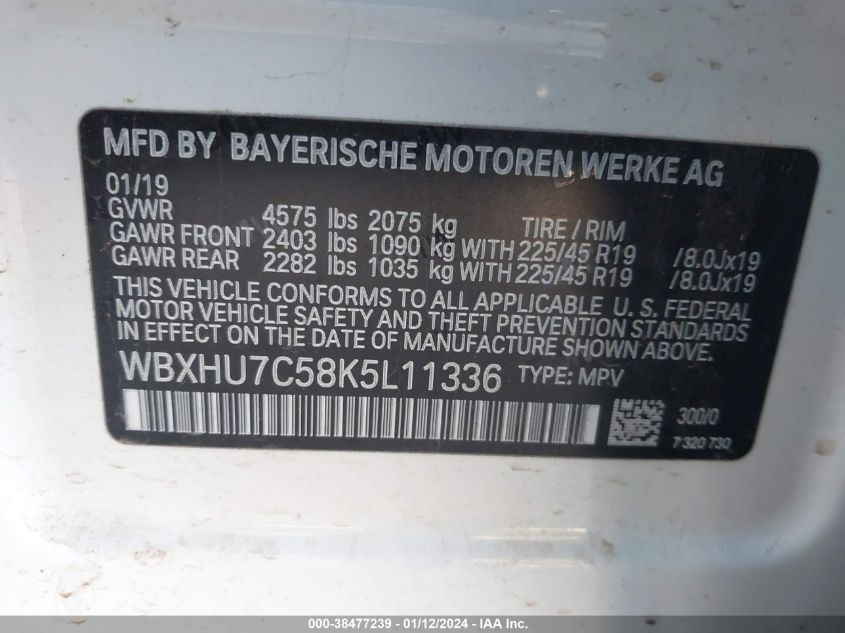 MFD BY BAYERISCHE MOTOREN WERKE AG
01/19
GVWR 4575 lbs 2075 kg TIRE / RIM
GAWR FRONT 2403 lbs 1090 kg WITH 225/45 R19 /8.0Jx19
GAWR REAR 2282 lbs 1035 kg WITH 225/45 R19 /8.0Jx19
THIS VEHICLE CONFORMS TO ALL APPLICABLE U. S. FEDERAL
MOTOR VEHICLE SAFETY AND THEFT PREVENTION STANDARDS
IN EFFECT ON THE DATE OF MANUFACTURE SHOWN ABOVE.
WBXHU7C58K5L11336 TYPE: MPV
300/0
7 320 730
000-38477239 - 01/12/2024 - IAA Inc.